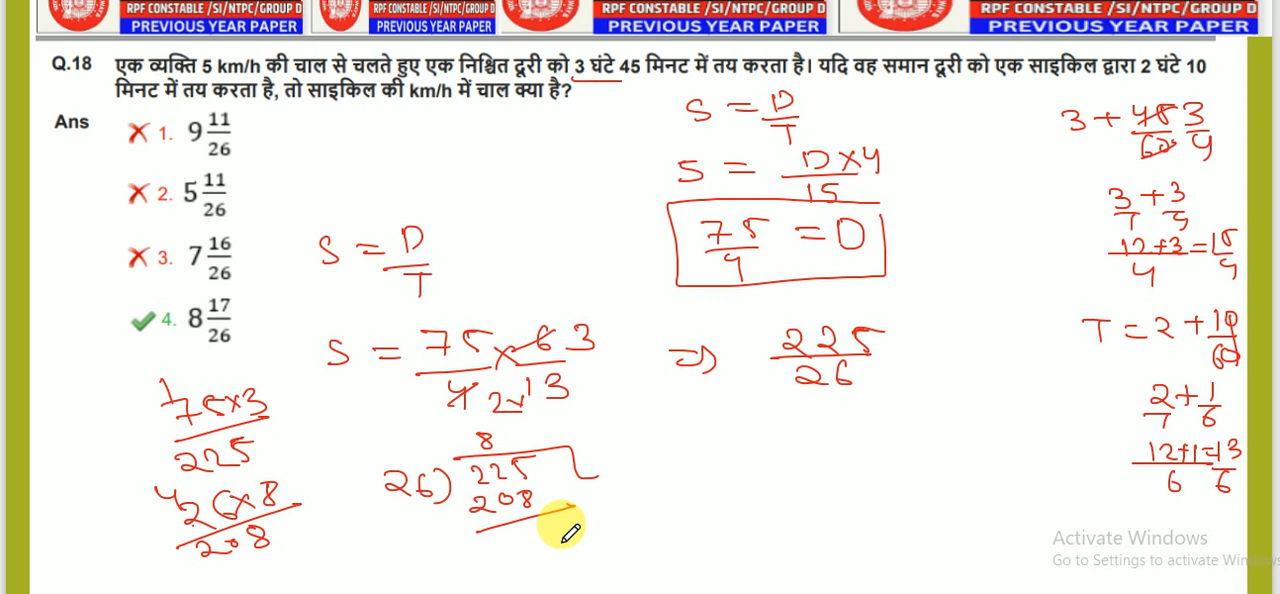 RPF CONSTABLE /SI/NTPC/GROUP D RPF CONSTABLE /SI/NTPC/GROUP D RPF CONSTABLE /SI/NTPC/GROUP D RPF CONSTABLE /SI/NTPC/GROUP D
PREVIOUS YEAR PAPER PREVIOUS YEAR PAPER PREVIOUS YEAR PAPER PREVIOUS YEAR PAPER
Q.18 एक व्यक्ति 5 km/h की चाल से चलते हुए एक निश्चित दूरी को 3 घंटे 45 मिनट में तय करता है। यदि वह समान दूरी को एक साइकिल द्वारा 2 घंटे 10
मिनट में तय करता है, तो साइकिल की km/h में चाल क्या है?
Ans
1. 9 11/26
2. 5 11/26
3. 7 16/26
4. 8 17/26
S = D/T
S = D×4/15
75/4 = D
3 + 45/60 3/4
3/1 + 3/4
12+3/4 = 15/4
T = 2 + 10/60
2/1 + 1/6
12+1/6 = 13/6
S = D/T
S = 75×6 3/4 2×13
⇒ 225/26
75×3
225
26×8
208
8
26) 225
208
Activate Windows
Go to Settings to activate Windows